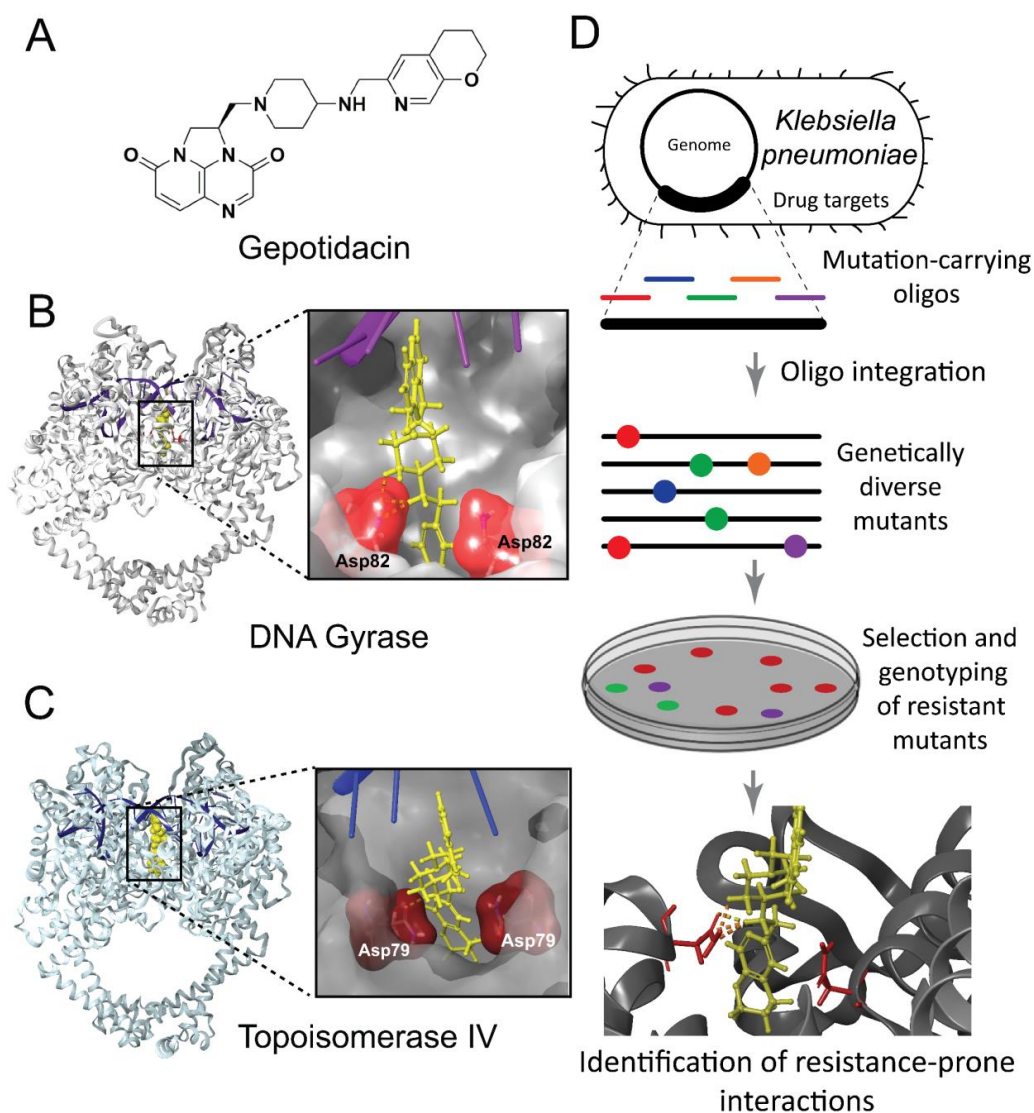 A
O
N
N
N
O
N
NH
N
O
Gepotidacin
B
Asp82
Asp82
DNA Gyrase
C
Asp79
Asp79
Topoisomerase IV
D
Genome
Klebsiella
pneumoniae
Drug targets
Mutation-carrying
oligos
Oligo integration
Genetically
diverse
mutants
Selection and
genotyping
of resistant
mutants
Identification of resistance-prone
interactions